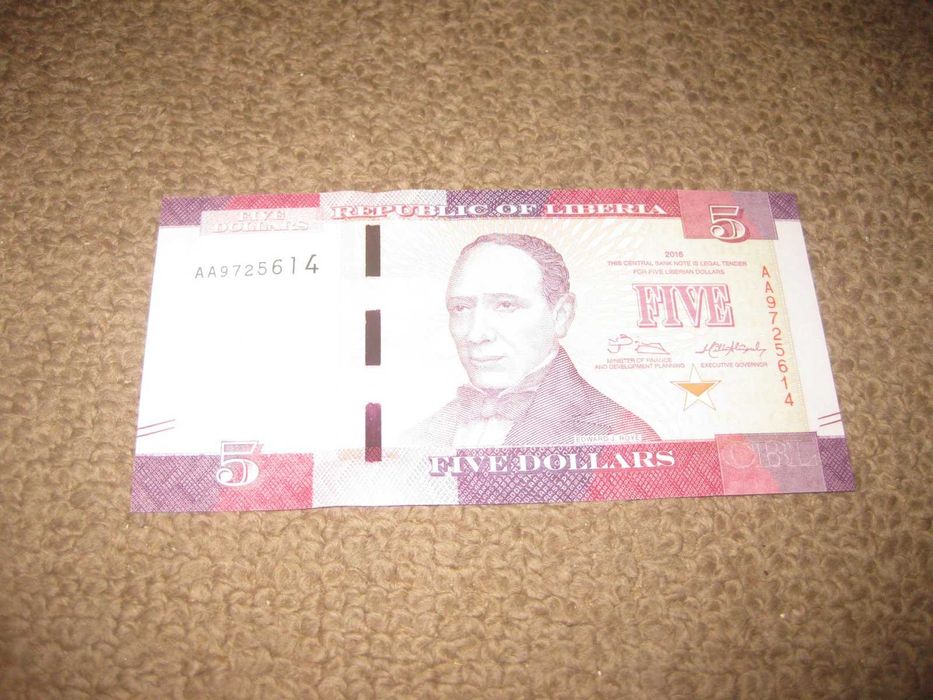 FIVE
DOLLARS
REPUBLIC OF LIBERIA
5
AA9725614
2016
THIS CENTRAL BANK NOTE IS LEGAL TENDER
FOR FIVE LIBERIAN DOLLARS
FIVE
AA9725614
MINISTER OF FINANCE
AND DEVELOPMENT PLANNING
EXECUTIVE GOVERNOR
EDWARD J. ROYE
5
FIVE DOLLARS
CBL